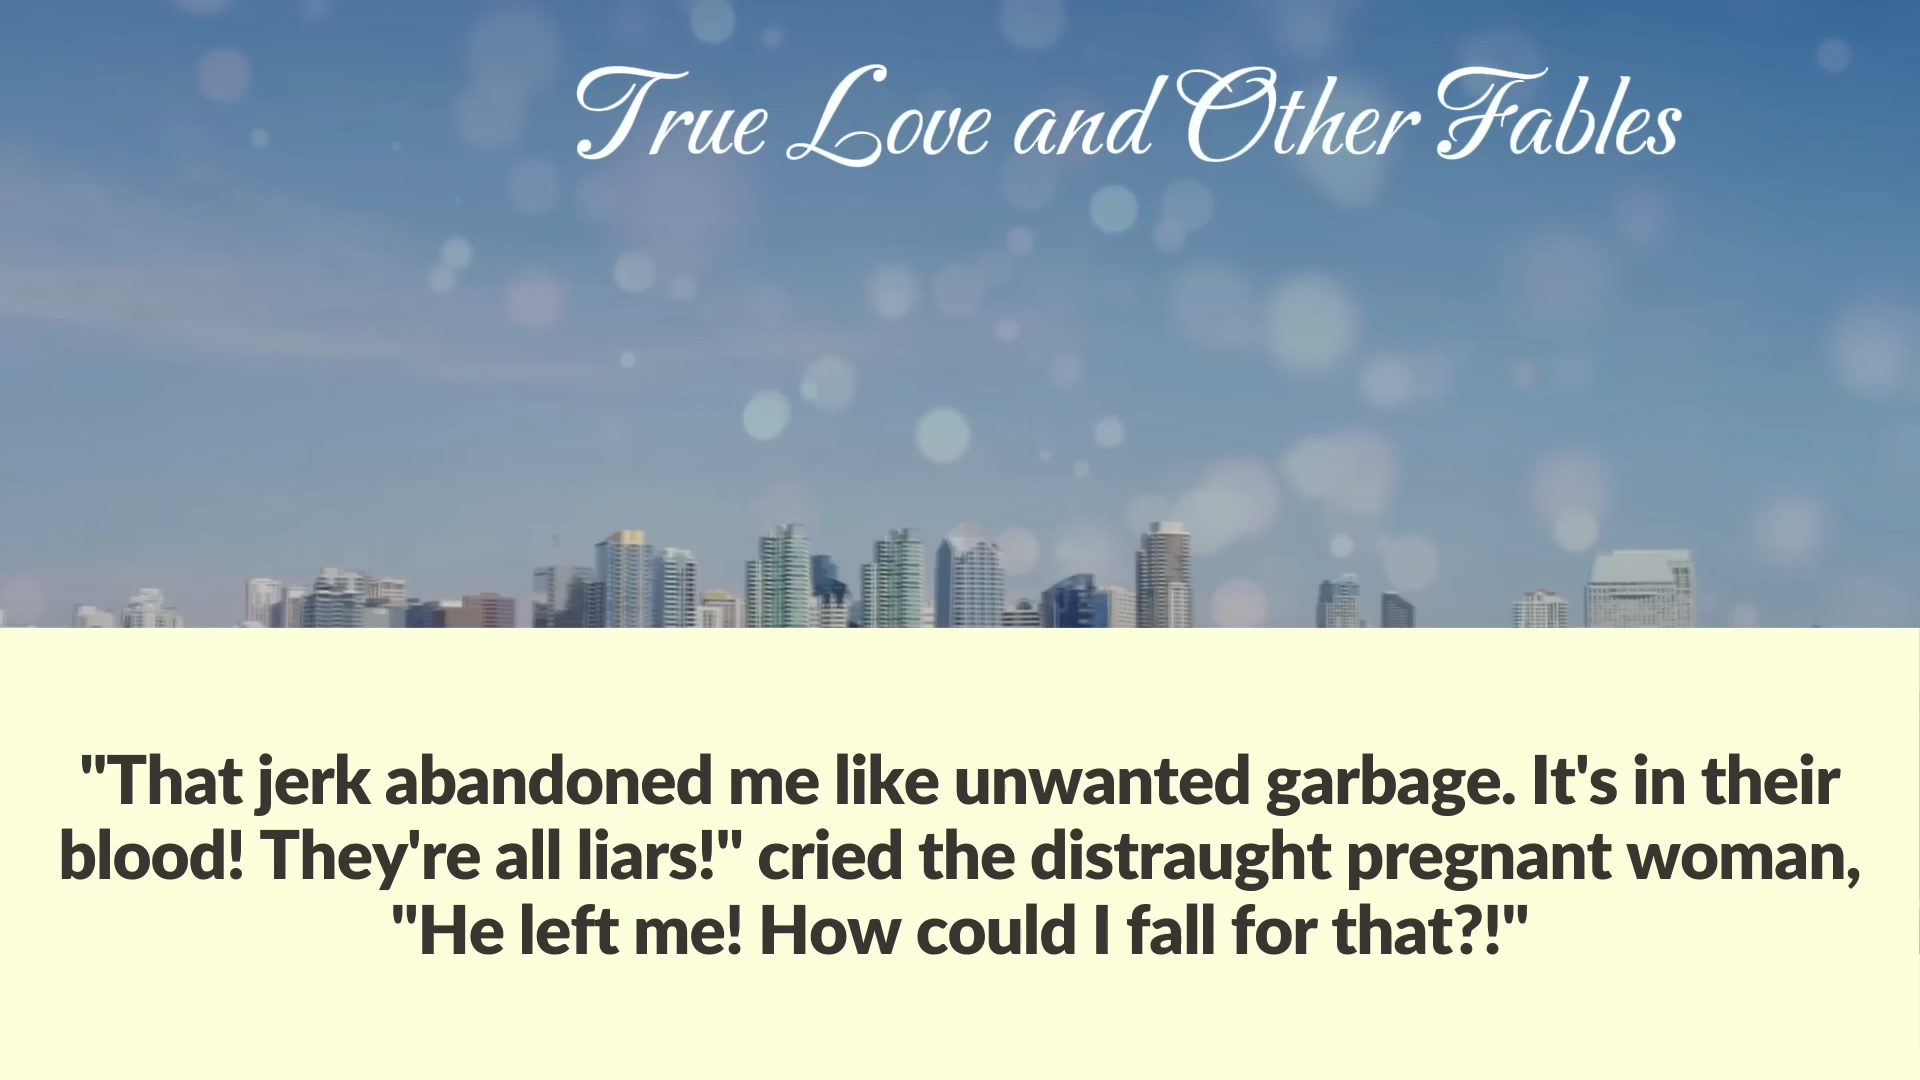 True Love and Other Fables
"That jerk abandoned me like unwanted garbage. It's in their
blood! They're all liars!" cried the distraught pregnant woman,
"He left me! How could I fall for that?!"